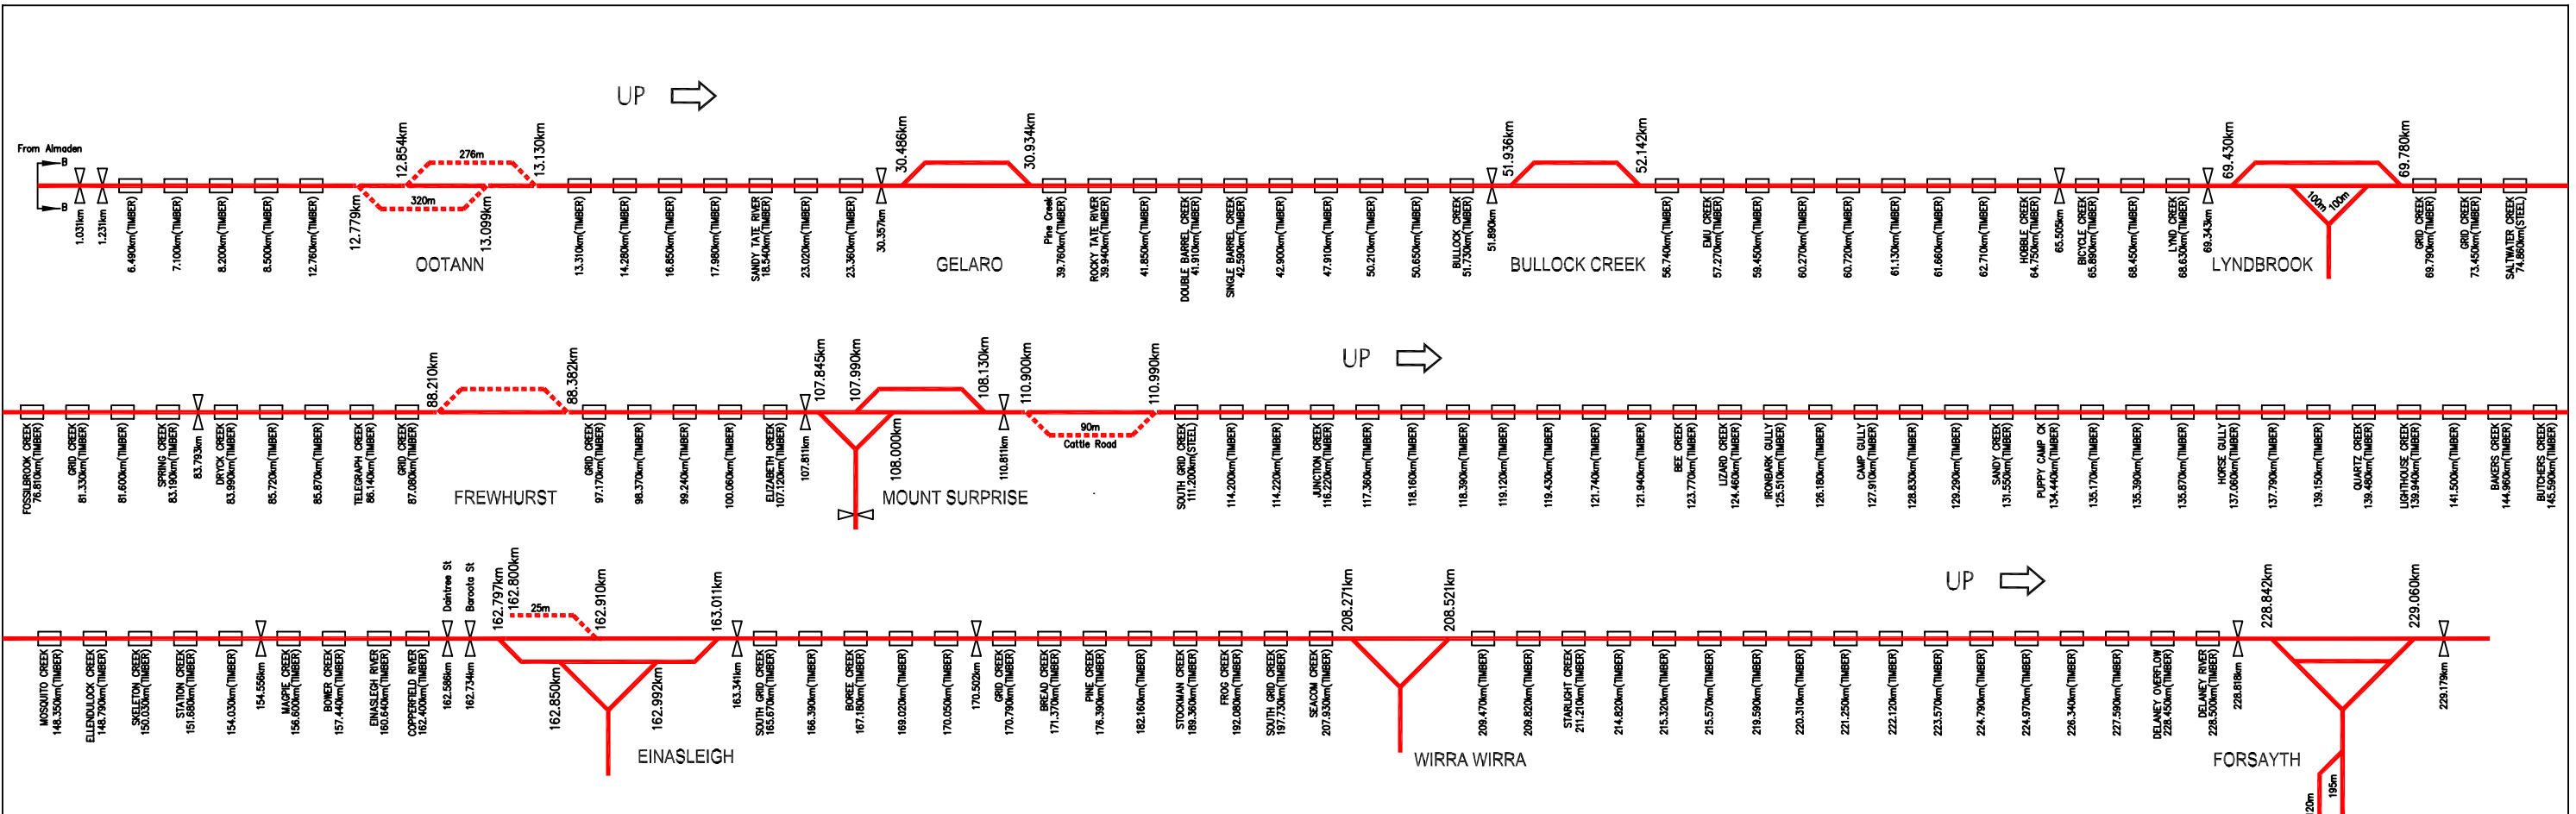 UP
From Almaden
B
B
1.031km
1.231km
6.490km(TIMBER)
7.100km(TIMBER)
8.200km(TIMBER)
8.500km(TIMBER)
12.760km(TIMBER)
12.779km
12.854km
276m
320m
13.099km
13.130km
OOTANN
13.310km(TIMBER)
14.280km(TIMBER)
16.850km(TIMBER)
17.980km(TIMBER)
SANDY TATE RIVER
18.540km(TIMBER)
23.020km(TIMBER)
23.360km(TIMBER)
30.357km
30.486km
30.934km
GELARO
Pine Creek
39.760km(TIMBER)
ROCKY TATE RIVER
39.940km(TIMBER)
41.850km(TIMBER)
DOUBLE BARREL CREEK
41.910km(TIMBER)
SINGLE BARREL CREEK
42.590km(TIMBER)
42.900km(TIMBER)
47.910km(TIMBER)
50.210km(TIMBER)
50.650km(TIMBER)
BULLOCK CREEK
51.730km(TIMBER)
51.890km
51.936km
52.142km
BULLOCK CREEK
56.740km(TIMBER)
EMU CREEK
57.270km(TIMBER)
59.450km(TIMBER)
60.270km(TIMBER)
60.720km(TIMBER)
61.130km(TIMBER)
61.660km(TIMBER)
62.710km(TIMBER)
HOBBLE CREEK
64.750km(TIMBER)
65.505km
BICYCLE CREEK
65.890km(TIMBER)
68.450km(TIMBER)
LYND CREEK
68.630km(TIMBER)
69.343km
69.430km
100m
100m
69.780km
LYNDBROOK
GRID CREEK
69.790km(TIMBER)
GRID CREEK
73.450km(TIMBER)
SALTWATER CREEK
74.860km(STEEL)
UP
FOSSILBROOK CREEK
76.810km(TIMBER)
GRID CREEK
81.330km(TIMBER)
81.600km(TIMBER)
SPRING CREEK
83.190km(TIMBER)
83.793km
DRYCK CREEK
83.990km(TIMBER)
85.720km(TIMBER)
85.870km(TIMBER)
TELEGRAPH CREEK
86.140km(TIMBER)
GRID CREEK
87.080km(TIMBER)
88.210km
88.382km
FREWHURST
GRID CREEK
97.170km(TIMBER)
98.370km(TIMBER)
99.240km(TIMBER)
100.060km(TIMBER)
ELIZABETH CREEK
107.120km(TIMBER)
107.811km
107.845km
107.990km
108.000km
108.130km
MOUNT SURPRISE
110.811km
110.900km
90m
Cattle Road
110.990km
SOUTH GRID CREEK
111.200km(STEEL)
114.200km(TIMBER)
114.220km(TIMBER)
JUNCTION CREEK
116.220km(TIMBER)
117.360km(TIMBER)
118.160km(TIMBER)
118.390km(TIMBER)
119.120km(TIMBER)
119.430km(TIMBER)
121.740km(TIMBER)
121.940km(TIMBER)
BEE CREEK
123.770km(TIMBER)
LIZARD CREEK
124.460km(TIMBER)
IRONBARK GULLY
125.510km(TIMBER)
126.180km(TIMBER)
CAMP GULLY
127.910km(TIMBER)
128.830km(TIMBER)
129.290km(TIMBER)
SANDY CREEK
131.550km(TIMBER)
PUPPY CAMP CK
134.440km(TIMBER)
135.170km(TIMBER)
135.390km(TIMBER)
135.870km(TIMBER)
HORSE GULLY
137.060km(TIMBER)
137.790km(TIMBER)
139.150km(TIMBER)
QUARTZ CREEK
139.480km(TIMBER)
LIGHTHOUSE CREEK
139.940km(TIMBER)
141.500km(TIMBER)
BAKERS CREEK
144.960km(TIMBER)
BUTCHERS CREEK
145.590km(TIMBER)
UP
MOSQUITO CREEK
148.350km(TIMBER)
ELLENDULOCK CREEK
148.790km(TIMBER)
SKELETON CREEK
150.030km(TIMBER)
STATION CREEK
151.680km(TIMBER)
154.030km(TIMBER)
154.556km
MAGPIE CREEK
156.600km(TIMBER)
BOWER CREEK
157.440km(TIMBER)
EINASLEGH RIVER
160.640km(TIMBER)
COPPERFIELD RIVER
162.400km(TIMBER)
Daintree St
162.586km
Baroota St
162.734km
162.797km
162.800km
25m
162.910km
162.850km
162.992km
163.011km
EINASLEIGH
163.341km
SOUTH GRID CREEK
165.570km(TIMBER)
166.390km(TIMBER)
BOREE CREEK
167.180km(TIMBER)
169.020km(TIMBER)
170.050km(TIMBER)
170.502km
GRID CREEK
170.790km(TIMBER)
BREAD CREEK
171.370km(TIMBER)
PINE CREEK
176.390km(TIMBER)
182.160km(TIMBER)
STOCKMAN CREEK
189.360km(TIMBER)
FROG CREEK
192.080km(TIMBER)
SOUTH GRID CREEK
197.730km(TIMBER)
SEACOM CREEK
207.930km(TIMBER)
208.271km
208.521km
WIRRA WIRRA
209.470km(TIMBER)
209.820km(TIMBER)
STARLIGHT CREEK
211.210km(TIMBER)
214.820km(TIMBER)
215.320km(TIMBER)
215.570km(TIMBER)
219.590km(TIMBER)
220.310km(TIMBER)
221.250km(TIMBER)
222.120km(TIMBER)
223.570km(TIMBER)
224.790km(TIMBER)
224.970km(TIMBER)
226.340km(TIMBER)
227.590km(TIMBER)
DELANEY OVERFLOW
228.450km(TIMBER)
DELANEY RIVER
228.500km(TIMBER)
228.818km
228.842km
229.060km
229.179km
FORSAYTH
195m